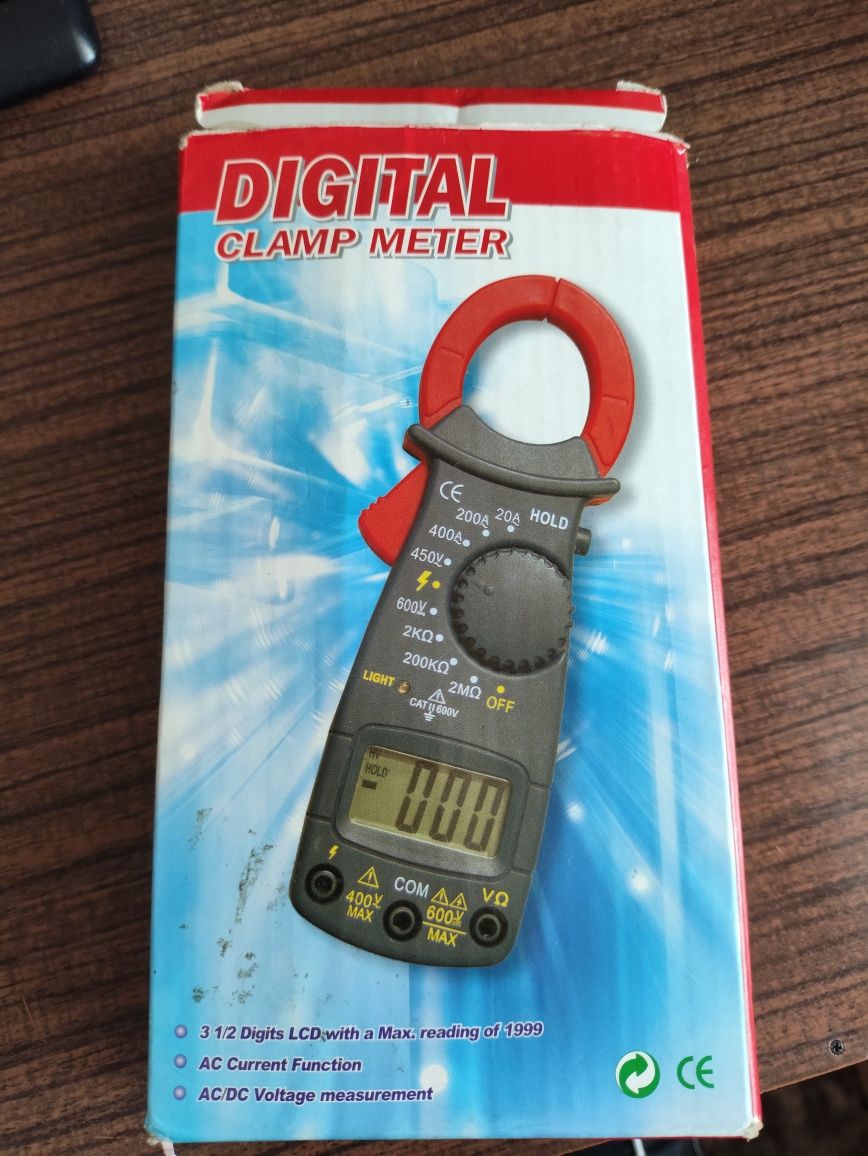 DIGITAL
CLAMP METER
CE
HOLD
20A
200A
400A
450V
600V
2KΩ
200KΩ
2MΩ
OFF
LIGHT
CAT II 600V
HV
HOLD
000
400V
MAX
COM
600V
MAX
VΩ
3 1/2 Digits LCD with a Max. reading of 1999
AC Current Function
AC/DC Voltage measurement
CE